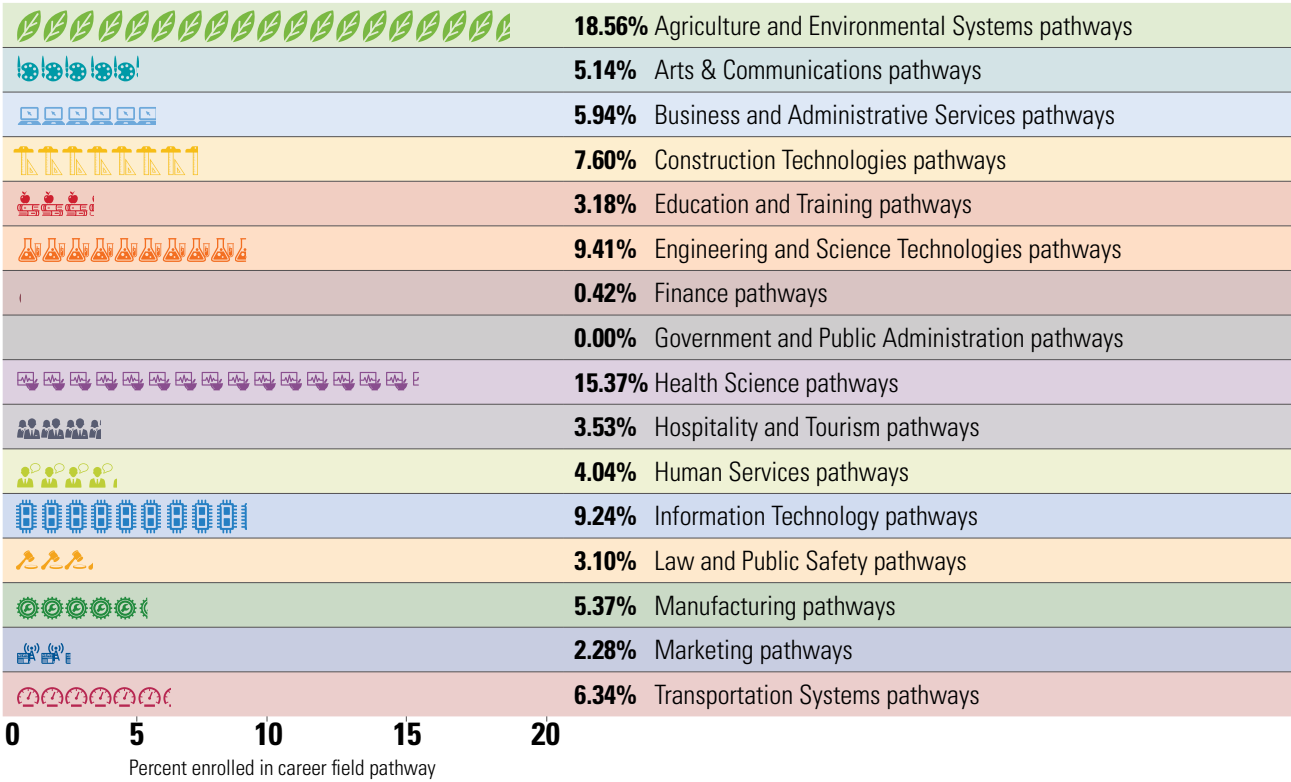 18.56% Agriculture and Environmental Systems pathways
5.14% Arts & Communications pathways
5.94% Business and Administrative Services pathways
7.60% Construction Technologies pathways
3.18% Education and Training pathways
9.41% Engineering and Science Technologies pathways
0.42% Finance pathways
0.00% Government and Public Administration pathways
15.37% Health Science pathways
3.53% Hospitality and Tourism pathways
4.04% Human Services pathways
9.24% Information Technology pathways
3.10% Law and Public Safety pathways
5.37% Manufacturing pathways
2.28% Marketing pathways
6.34% Transportation Systems pathways
0 5 10 15 20
Percent enrolled in career field pathway